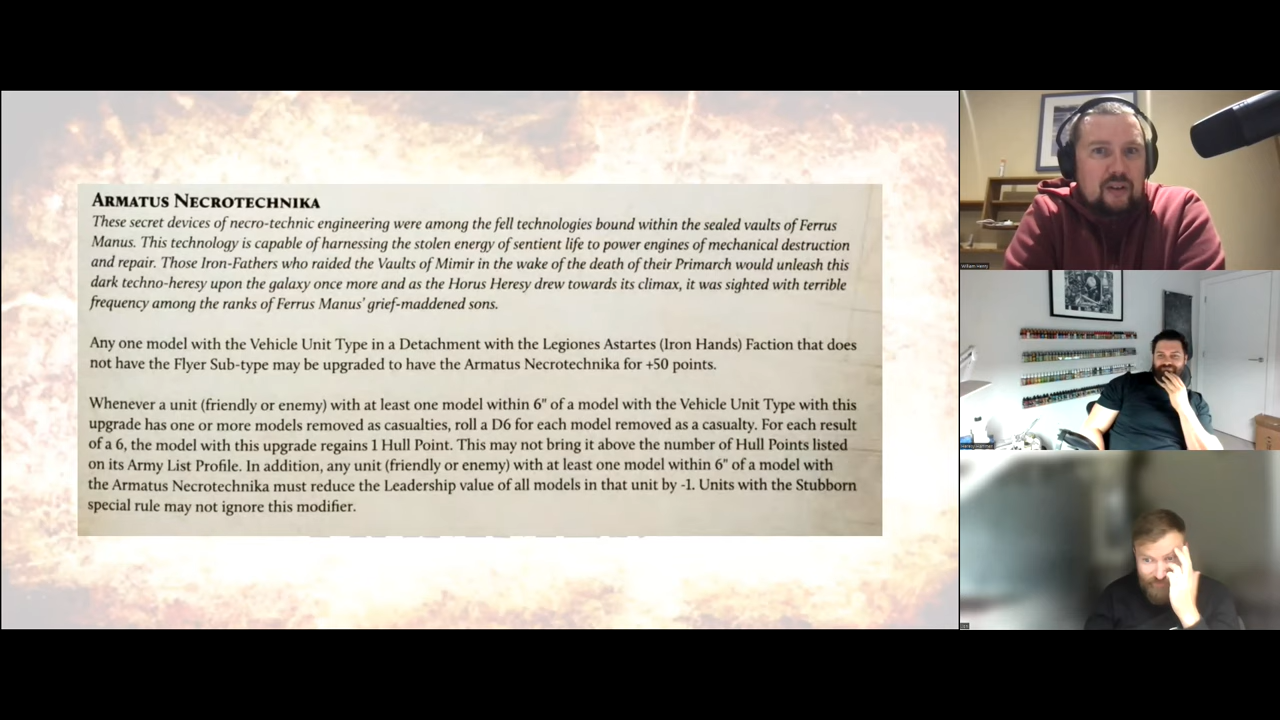 ARMATUS NECROTECHNIKA
These secret devices of necro-technic engineering were among the fell technologies bound within the sealed vaults of Ferrus
Manus. This technology is capable of harnessing the stolen energy of sentient life to power engines of mechanical destruction
and repair. Those Iron-Fathers who raided the Vaults of Mimir in the wake of the death of their Primarch would unleash this
dark techno-heresy upon the galaxy once more and as the Horus Heresy drew towards its climax, it was sighted with terrible
frequency among the ranks of Ferrus Manus' grief-maddened sons.
Any one model with the Vehicle Unit Type in a Detachment with the Legiones Astartes (Iron Hands) Faction that does
not have the Flyer Sub-type may be upgraded to have the Armatus Necrotechnika for +50 points.
Whenever a unit (friendly or enemy) with at least one model within 6" of a model with the Vehicle Unit Type with this
upgrade has one or more models removed as casualties, roll a D6 for each model removed as a casualty. For each result
of a 6, the model with this upgrade regains 1 Hull Point. This may not bring it above the number of Hull Points listed
on its Army List Profile. In addition, any unit (friendly or enemy) with at least one model within 6" of a model with
the Armatus Necrotechnika must reduce the Leadership value of all models in that unit by -1. Units with the Stubborn
special rule may not ignore this modifier.